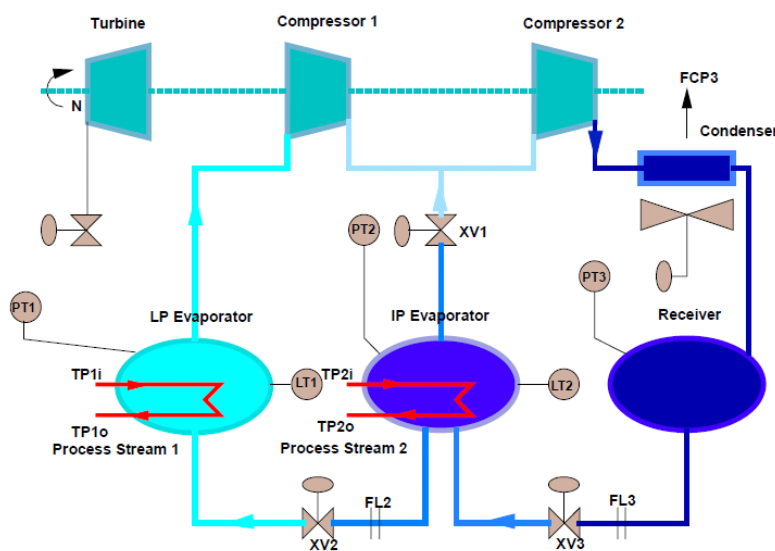 Turbine
Compressor 1
Compressor 2
FCP3
N
Condenser
PT2
XV1
PT1
PT3
LP Evaporator
IP Evaporator
Receiver
TP1i
LT1
TP2i
LT2
TP1o
TP2o
Process Stream 1
Process Stream 2
FL2
FL3
XV2
XV3